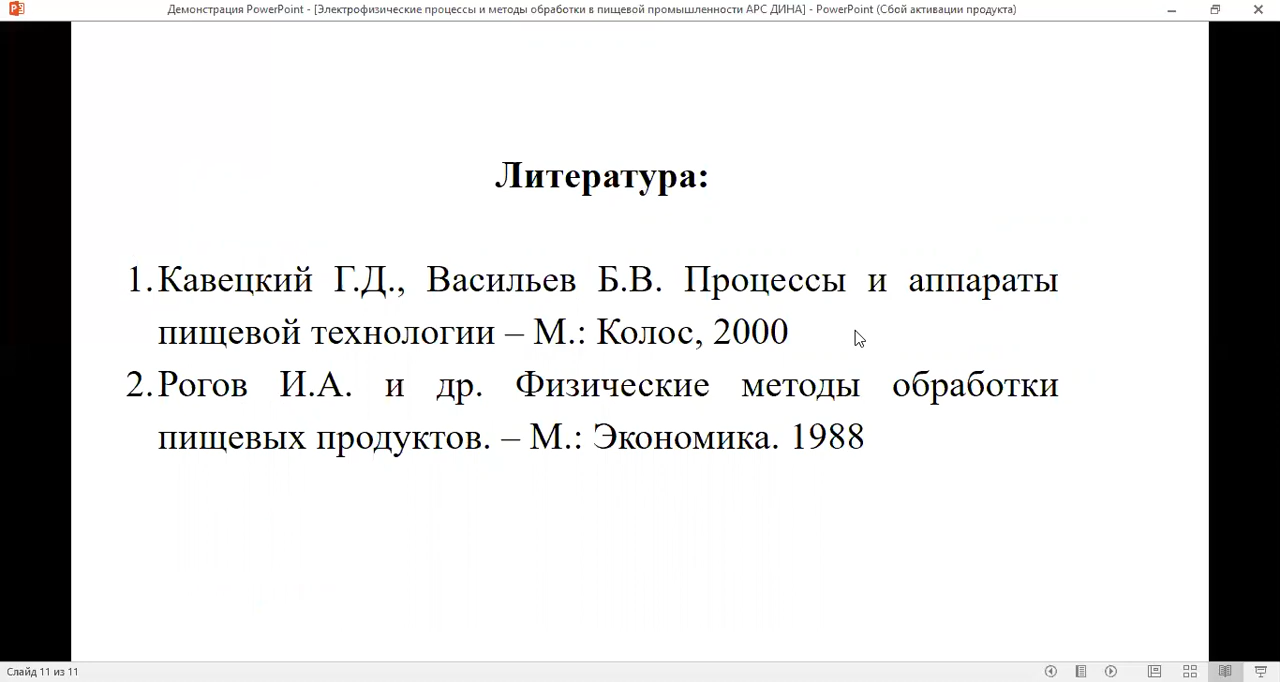 Демонстрация PowerPoint - [Электрофизические процессы и методы обработки в пищевой промышленности АРС ДИНА] - PowerPoint (Сбой активации продукта)
Литература:
1. Кавецкий Г.Д., Васильев Б.В. Процессы и аппараты
пищевой технологии – М.: Колос, 2000
2. Рогов И.А. и др. Физические методы обработки
пищевых продуктов. – М.: Экономика. 1988
Слайд 11 из 11